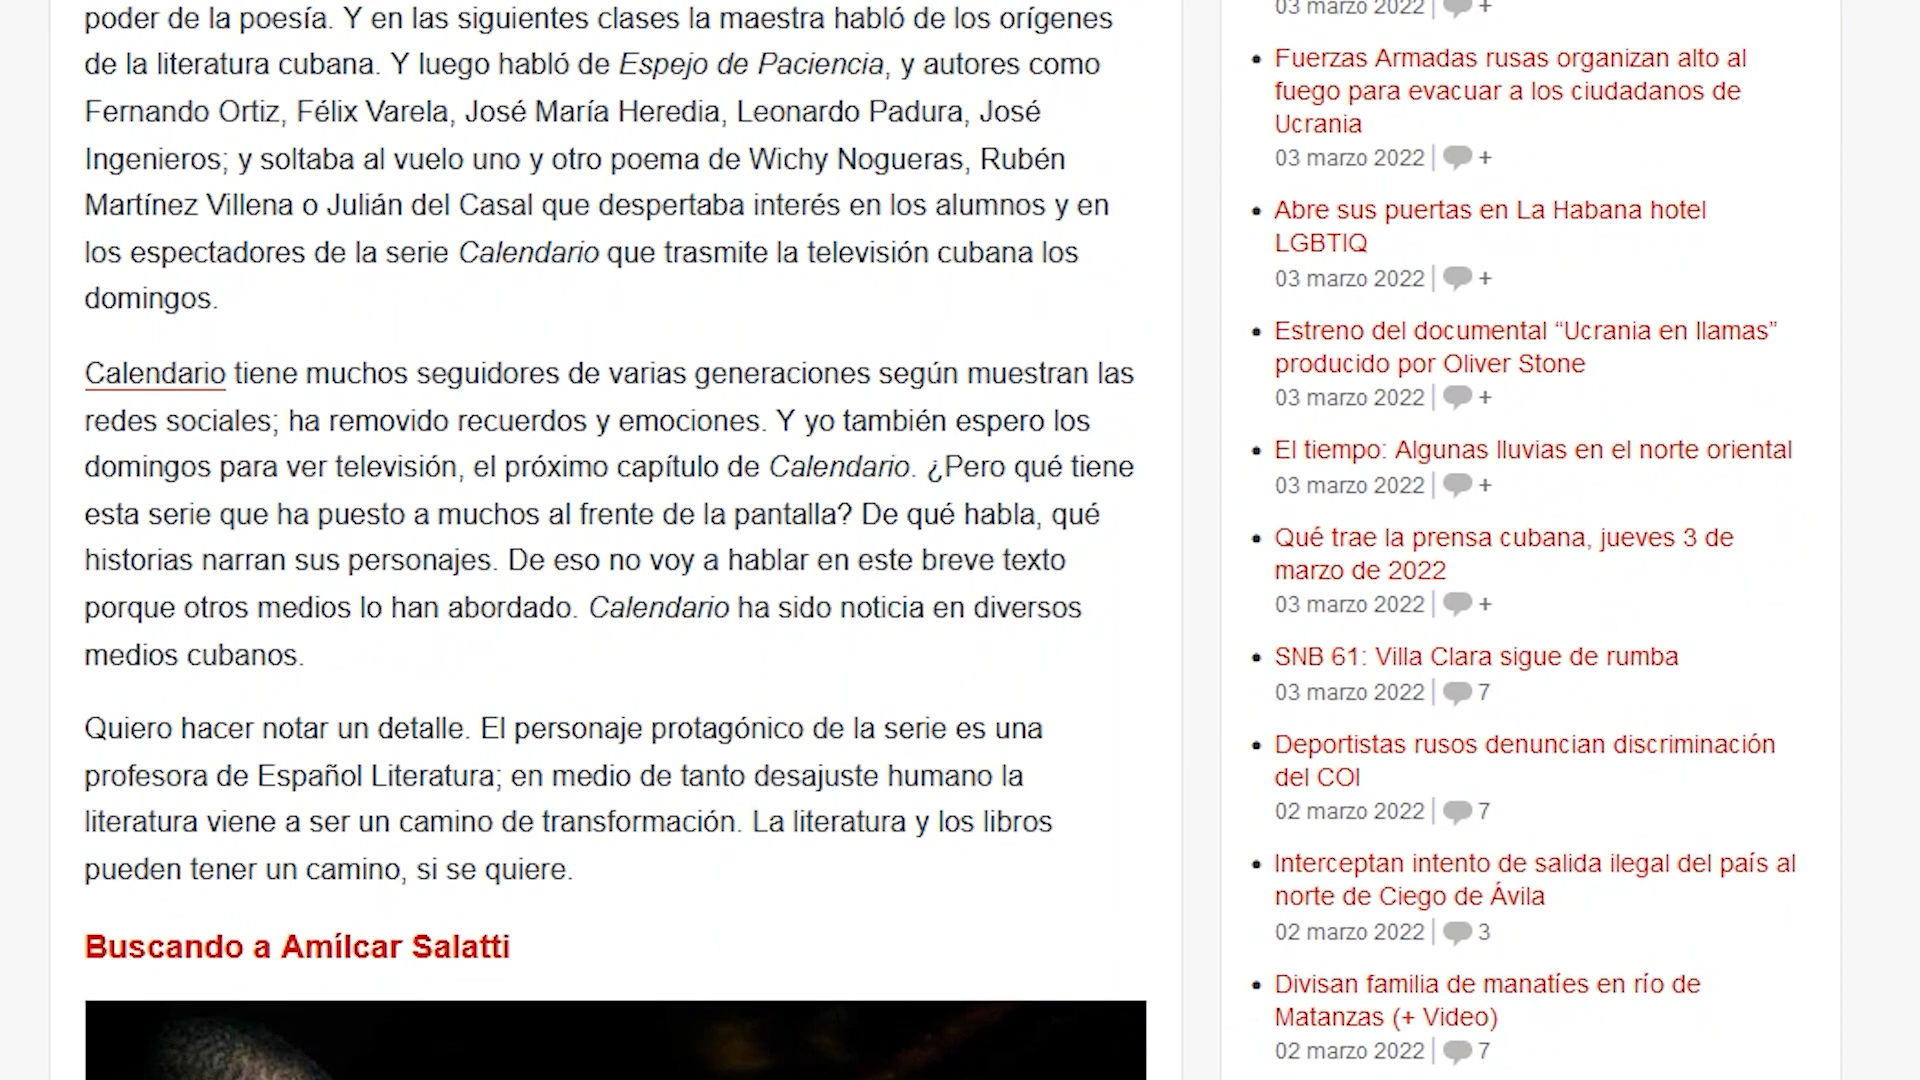 poder de la poesía. Y en las siguientes clases la maestra habló de los orígenes
de la literatura cubana. Y luego habló de Espejo de Paciencia, y autores como
Fernando Ortiz, Félix Varela, José María Heredia, Leonardo Padura, José
Ingenieros; y soltaba al vuelo uno y otro poema de Wichy Nogueras, Rubén
Martínez Villena o Julián del Casal que despertaba interés en los alumnos y en
los espectadores de la serie Calendario que trasmite la televisión cubana los
domingos.
Calendario tiene muchos seguidores de varias generaciones según muestran las
redes sociales; ha removido recuerdos y emociones. Y yo también espero los
domingos para ver televisión, el próximo capítulo de Calendario. ¿Pero qué tiene
esta serie que ha puesto a muchos al frente de la pantalla? De qué habla, qué
historias narran sus personajes. De eso no voy a hablar en este breve texto
porque otros medios lo han abordado. Calendario ha sido noticia en diversos
medios cubanos.
Quiero hacer notar un detalle. El personaje protagónico de la serie es una
profesora de Español Literatura; en medio de tanto desajuste humano la
literatura viene a ser un camino de transformación. La literatura y los libros
pueden tener un camino, si se quiere.
Buscando a Amílcar Salatti
03 marzo 2022 | +
• Fuerzas Armadas rusas organizan alto al
fuego para evacuar a los ciudadanos de
Ucrania
03 marzo 2022 | +
• Abre sus puertas en La Habana hotel
LGBTIQ
03 marzo 2022 | +
• Estreno del documental “Ucrania en llamas”
producido por Oliver Stone
03 marzo 2022 | +
• El tiempo: Algunas lluvias en el norte oriental
03 marzo 2022 | +
• Qué trae la prensa cubana, jueves 3 de
marzo de 2022
03 marzo 2022 | +
• SNB 61: Villa Clara sigue de rumba
03 marzo 2022 | 7
• Deportistas rusos denuncian discriminación
del COI
02 marzo 2022 | 7
• Interceptan intento de salida ilegal del país al
norte de Ciego de Ávila
02 marzo 2022 | 3
• Divisan familia de manatíes en río de
Matanzas (+ Video)
02 marzo 2022 | 7